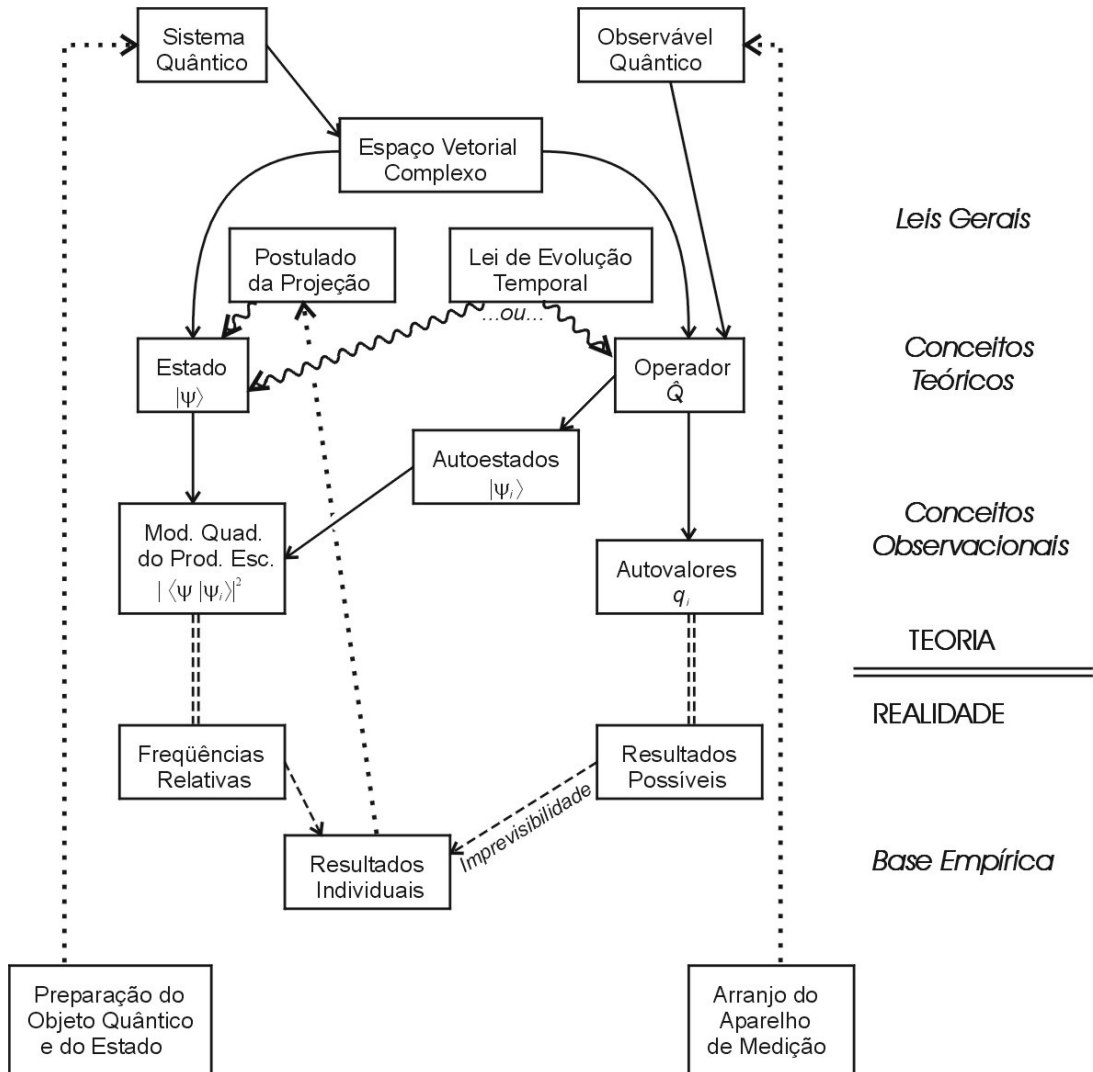 Sistema
Quântico
Observável
Quântico
Espaço Vetorial
Complexo
Leis Gerais
Postulado
da Projeção
Lei de Evolução
Temporal
...ou...
Estado
|Ψ⟩
Operador
Q̂
Conceitos
Teóricos
Autoestados
|Ψᵢ⟩
Mod. Quad.
do Prod. Esc.
|⟨Ψ|Ψᵢ⟩|²
Autovalores
qᵢ
Conceitos
Observacionais
TEORIA
REALIDADE
Freqüências
Relativas
Resultados
Possíveis
Imprevisibilidade
Resultados
Individuais
Base Empírica
Preparação do
Objeto Quântico
e do Estado
Arranjo do
Aparelho
de Medição